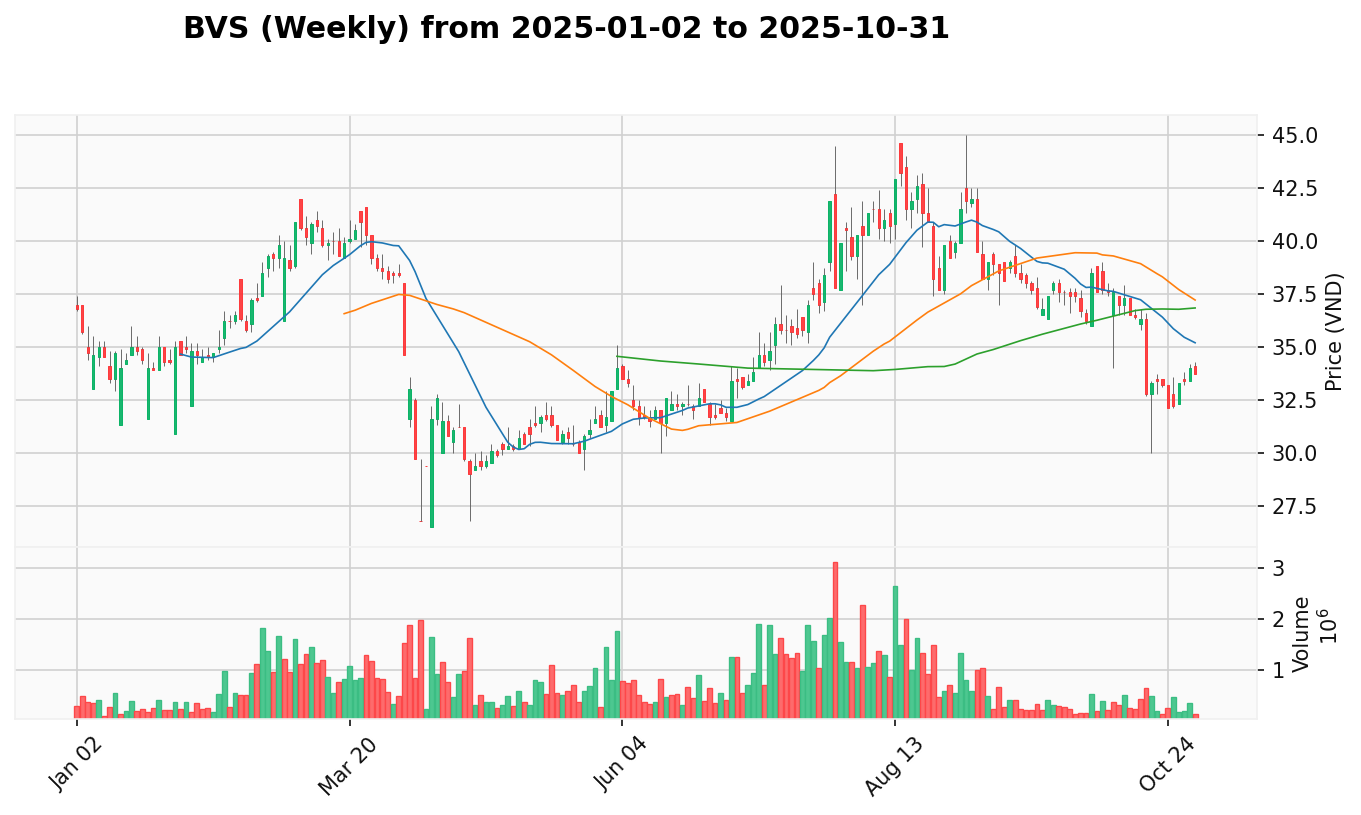 BVS (Weekly) from 2025-01-02 to 2025-10-31
45.0
42.5
40.0
37.5
35.0
32.5
30.0
27.5
Price (VND)
3
2
1
Volume
10⁶
Jan 02
Mar 20
Jun 04
Aug 13
Oct 24